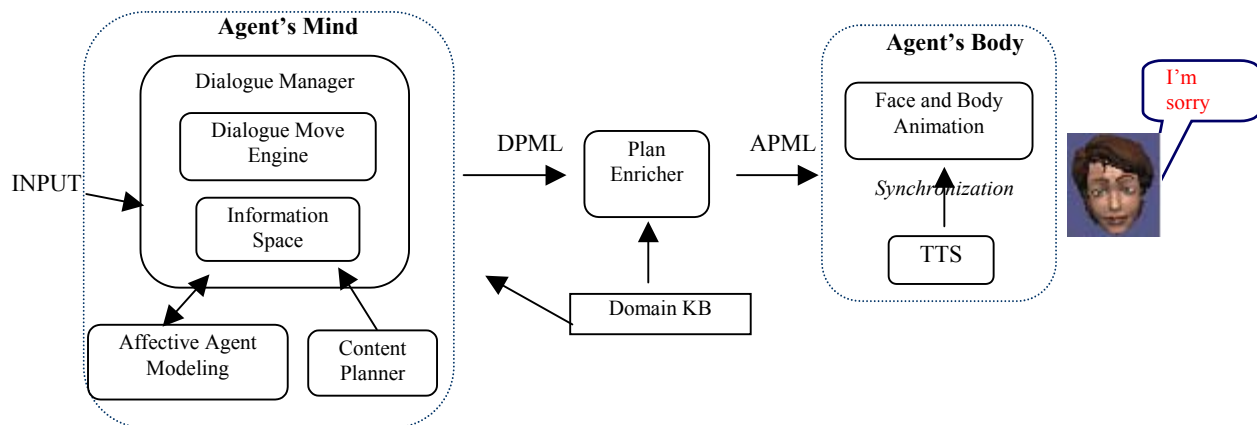 Agent's Mind
Dialogue Manager
Dialogue Move
Engine
Information
Space
INPUT
Affective Agent
Modeling
Content
Planner
DPML
Plan
Enricher
Domain KB
APML
Agent's Body
Face and Body
Animation
Synchronization
TTS
I'm
sorry